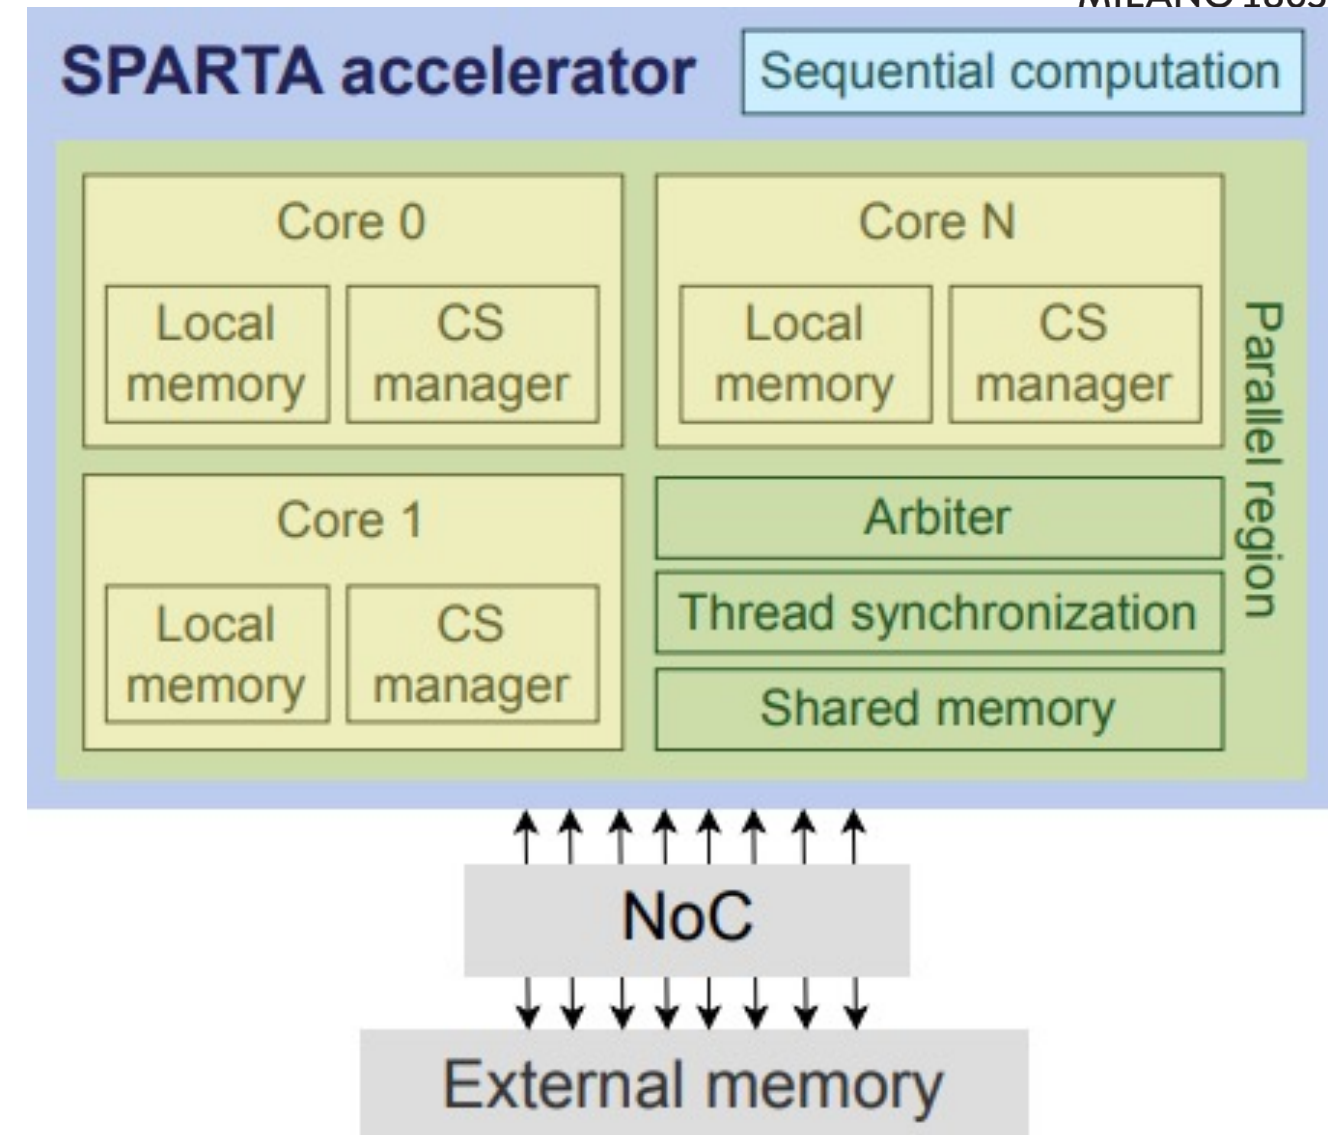 SPARTA accelerator
Sequential computation
Core 0
Local
memory
CS
manager
Core N
Local
memory
CS
manager
Core 1
Local
memory
CS
manager
Arbiter
Thread synchronization
Shared memory
Parallel region
NoC
External memory